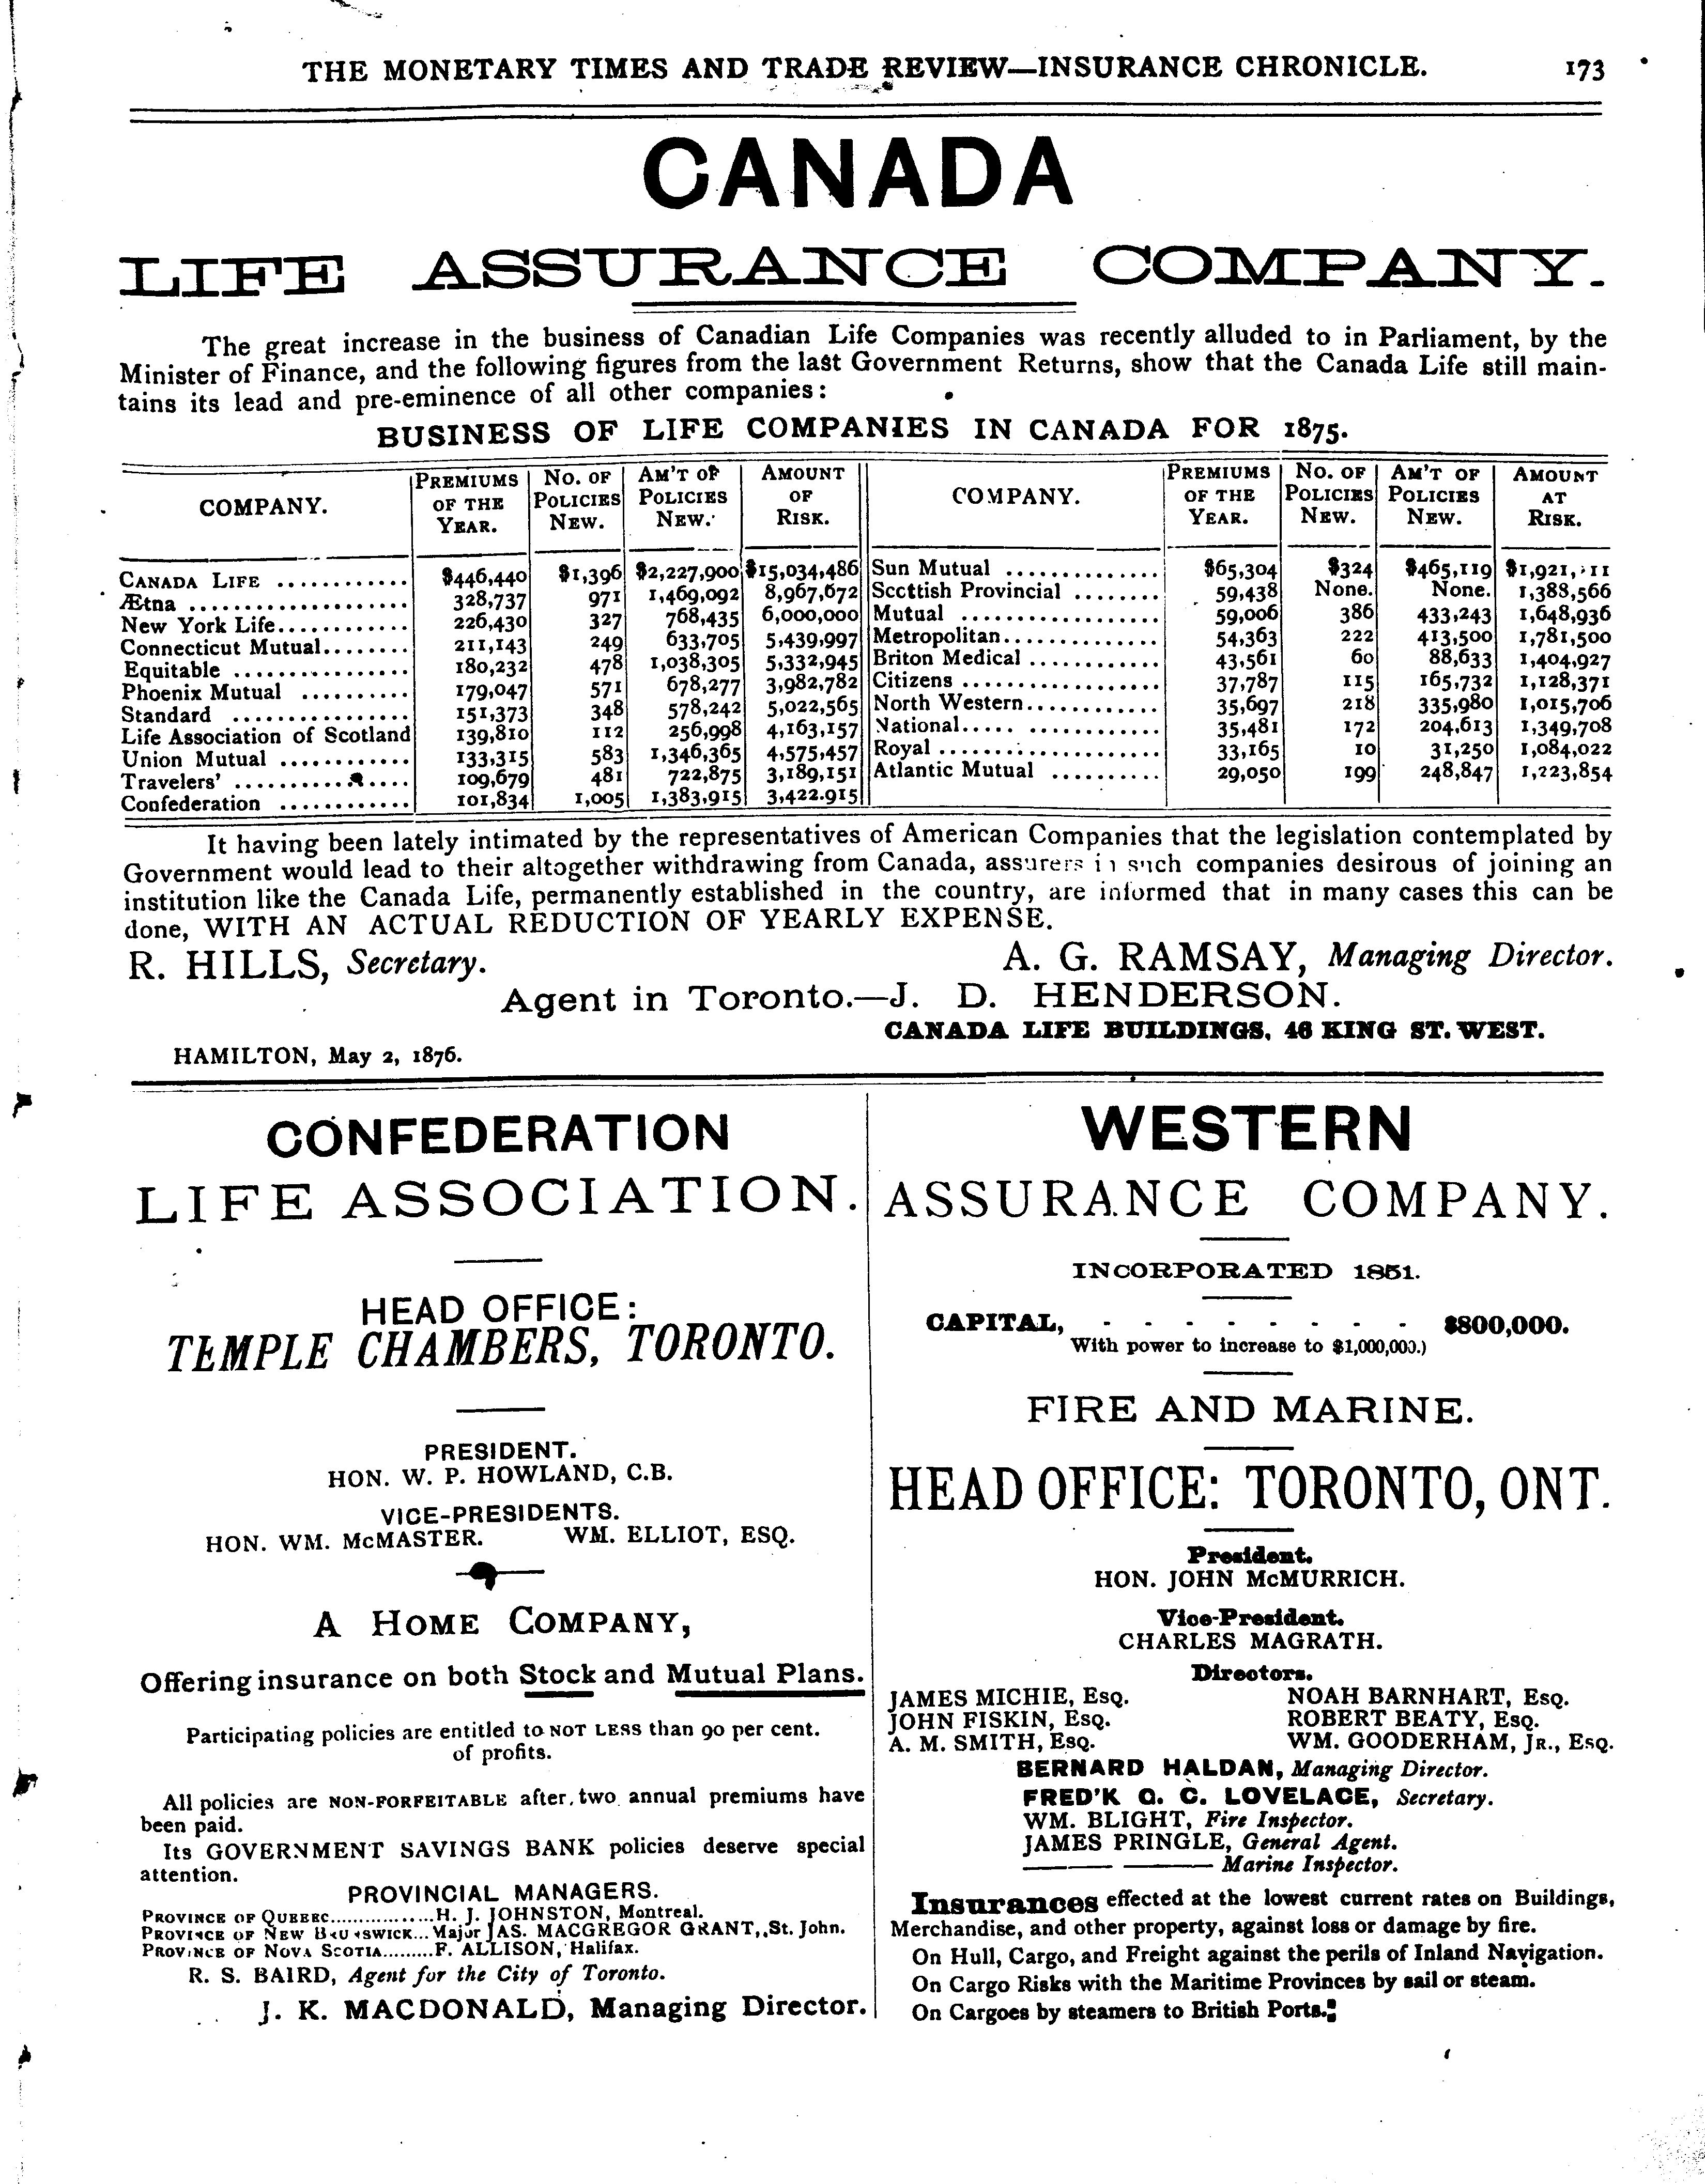 THE MONETARY TIMES AND TRADE REVIEW—INSURANCE CHRONICLE. 173
CANADA
LIFE ASSURANCE COMPANY.
The great increase in the business of Canadian Life Companies was recently alluded to in Parliament, by the
Minister of Finance, and the following figures from the last Government Returns, show that the Canada Life still main-
tains its lead and pre-eminence of all other companies:
BUSINESS OF LIFE COMPANIES IN CANADA FOR 1875.
COMPANY. PREMIUMS OF THE YEAR. NO. OF POLICIES NEW. AM'T OF POLICIES NEW. AMOUNT OF RISK.
CANADA LIFE ............ $446,440 $1,396 $2,227,900 $15,034,486
Ætna ..................... 328,737 971 1,469,092 8,967,672
New York Life............ 226,430 327 768,435 6,000,000
Connecticut Mutual........ 211,143 249 633,705 5,439,997
Equitable ................ 180,232 478 1,038,305 5,332,945
Phoenix Mutual .......... 179,047 571 678,277 3,982,782
Standard ................ 151,373 348 578,242 5,022,565
Life Association of Scotland 139,810 112 256,998 4,163,157
Union Mutual ............ 133,315 583 1,346,365 4,575,457
Travelers' ................ 109,679 481 722,875 3,189,151
Confederation ............ 101,834 1,005 1,383,915 3,422.915
COMPANY. PREMIUMS OF THE YEAR. NO. OF POLICIES NEW. AM'T OF POLICIES NEW. AMOUNT AT RISK.
Sun Mutual .............. $65,304 $324 $465,119
Sccttish Provincial ........ 59,438 None. None. 1,388,566
Mutual .................. 59,006 386 433,243 1,648,936
Metropolitan............. 54,363 222 413,500 1,781,500
Briton Medical ............ 43,561 60 88,633 1,404,927
Citizens .................. 37,787 115 165,732 1,128,371
North Western............ 35,697 218 335,980 1,015,706
National..... ............ 35,481 172 204,613 1,349,708
Royal .................... 33,165 10 31,250 1,084,022
Atlantic Mutual .......... 29,050 199 248,847 1,223,854
It having been lately intimated by the representatives of American Companies that the legislation contemplated by
Government would lead to their altogether withdrawing from Canada, assurers in such companies desirous of joining an
institution like the Canada Life, permanently established in the country, are informed that in many cases this can be
done, WITH AN ACTUAL REDUCTION OF YEARLY EXPENSE.
R. HILLS, Secretary. A. G. RAMSAY, Managing Director.
Agent in Toronto.—J. D. HENDERSON.
CANADA LIFE BUILDINGS, 46 KING ST. WEST.
HAMILTON, May 2, 1876.
CONFEDERATION
LIFE ASSOCIATION.
HEAD OFFICE:
TEMPLE CHAMBERS, TORONTO.
PRESIDENT.
HON. W. P. HOWLAND, C.B.
VICE-PRESIDENTS.
HON. WM. McMASTER. WM. ELLIOT, ESQ.
A HOME COMPANY,
Offering insurance on both Stock and Mutual Plans.
Participating policies are entitled to NOT LESS than 90 per cent.
of profits.
All policies are NON-FORFEITABLE after two annual premiums have
been paid.
Its GOVERNMENT SAVINGS BANK policies deserve special
attention.
PROVINCIAL MANAGERS.
PROVINCE OF QUEBEC.................H. J. JOHNSTON, Montreal.
PROVINCE OF NEW BRUNSWICK...Major JAS. MACGREGOR GRANT, St. John.
PROVINCE OF NOVA SCOTIA.........F. ALLISON, Halifax.
R. S. BAIRD, Agent for the City of Toronto.
J. K. MACDONALD, Managing Director.
WESTERN
ASSURANCE COMPANY.
INCORPORATED 1851.
CAPITAL, - - - - - - - - $800,000.
With power to increase to $1,000,000.)
FIRE AND MARINE.
HEAD OFFICE: TORONTO, ONT.
President.
HON. JOHN McMURRICH.
Vice-President.
CHARLES MAGRATH.
Directors.
JAMES MICHIE, Esq. NOAH BARNHART, Esq.
JOHN FISKIN, Esq. ROBERT BEATY, Esq.
A. M. SMITH, Esq. WM. GOODERHAM, Jr., Esq.
BERNARD HALDAN, Managing Director.
FRED'K G. C. LOVELACE, Secretary.
WM. BLIGHT, Fire Inspector.
JAMES PRINGLE, General Agent.
——— ——— Marine Inspector.
Insurances effected at the lowest current rates on Buildings,
Merchandise, and other property, against loss or damage by fire.
On Hull, Cargo, and Freight against the perils of Inland Navigation.
On Cargo Risks with the Maritime Provinces by sail or steam.
On Cargoes by steamers to British Ports.